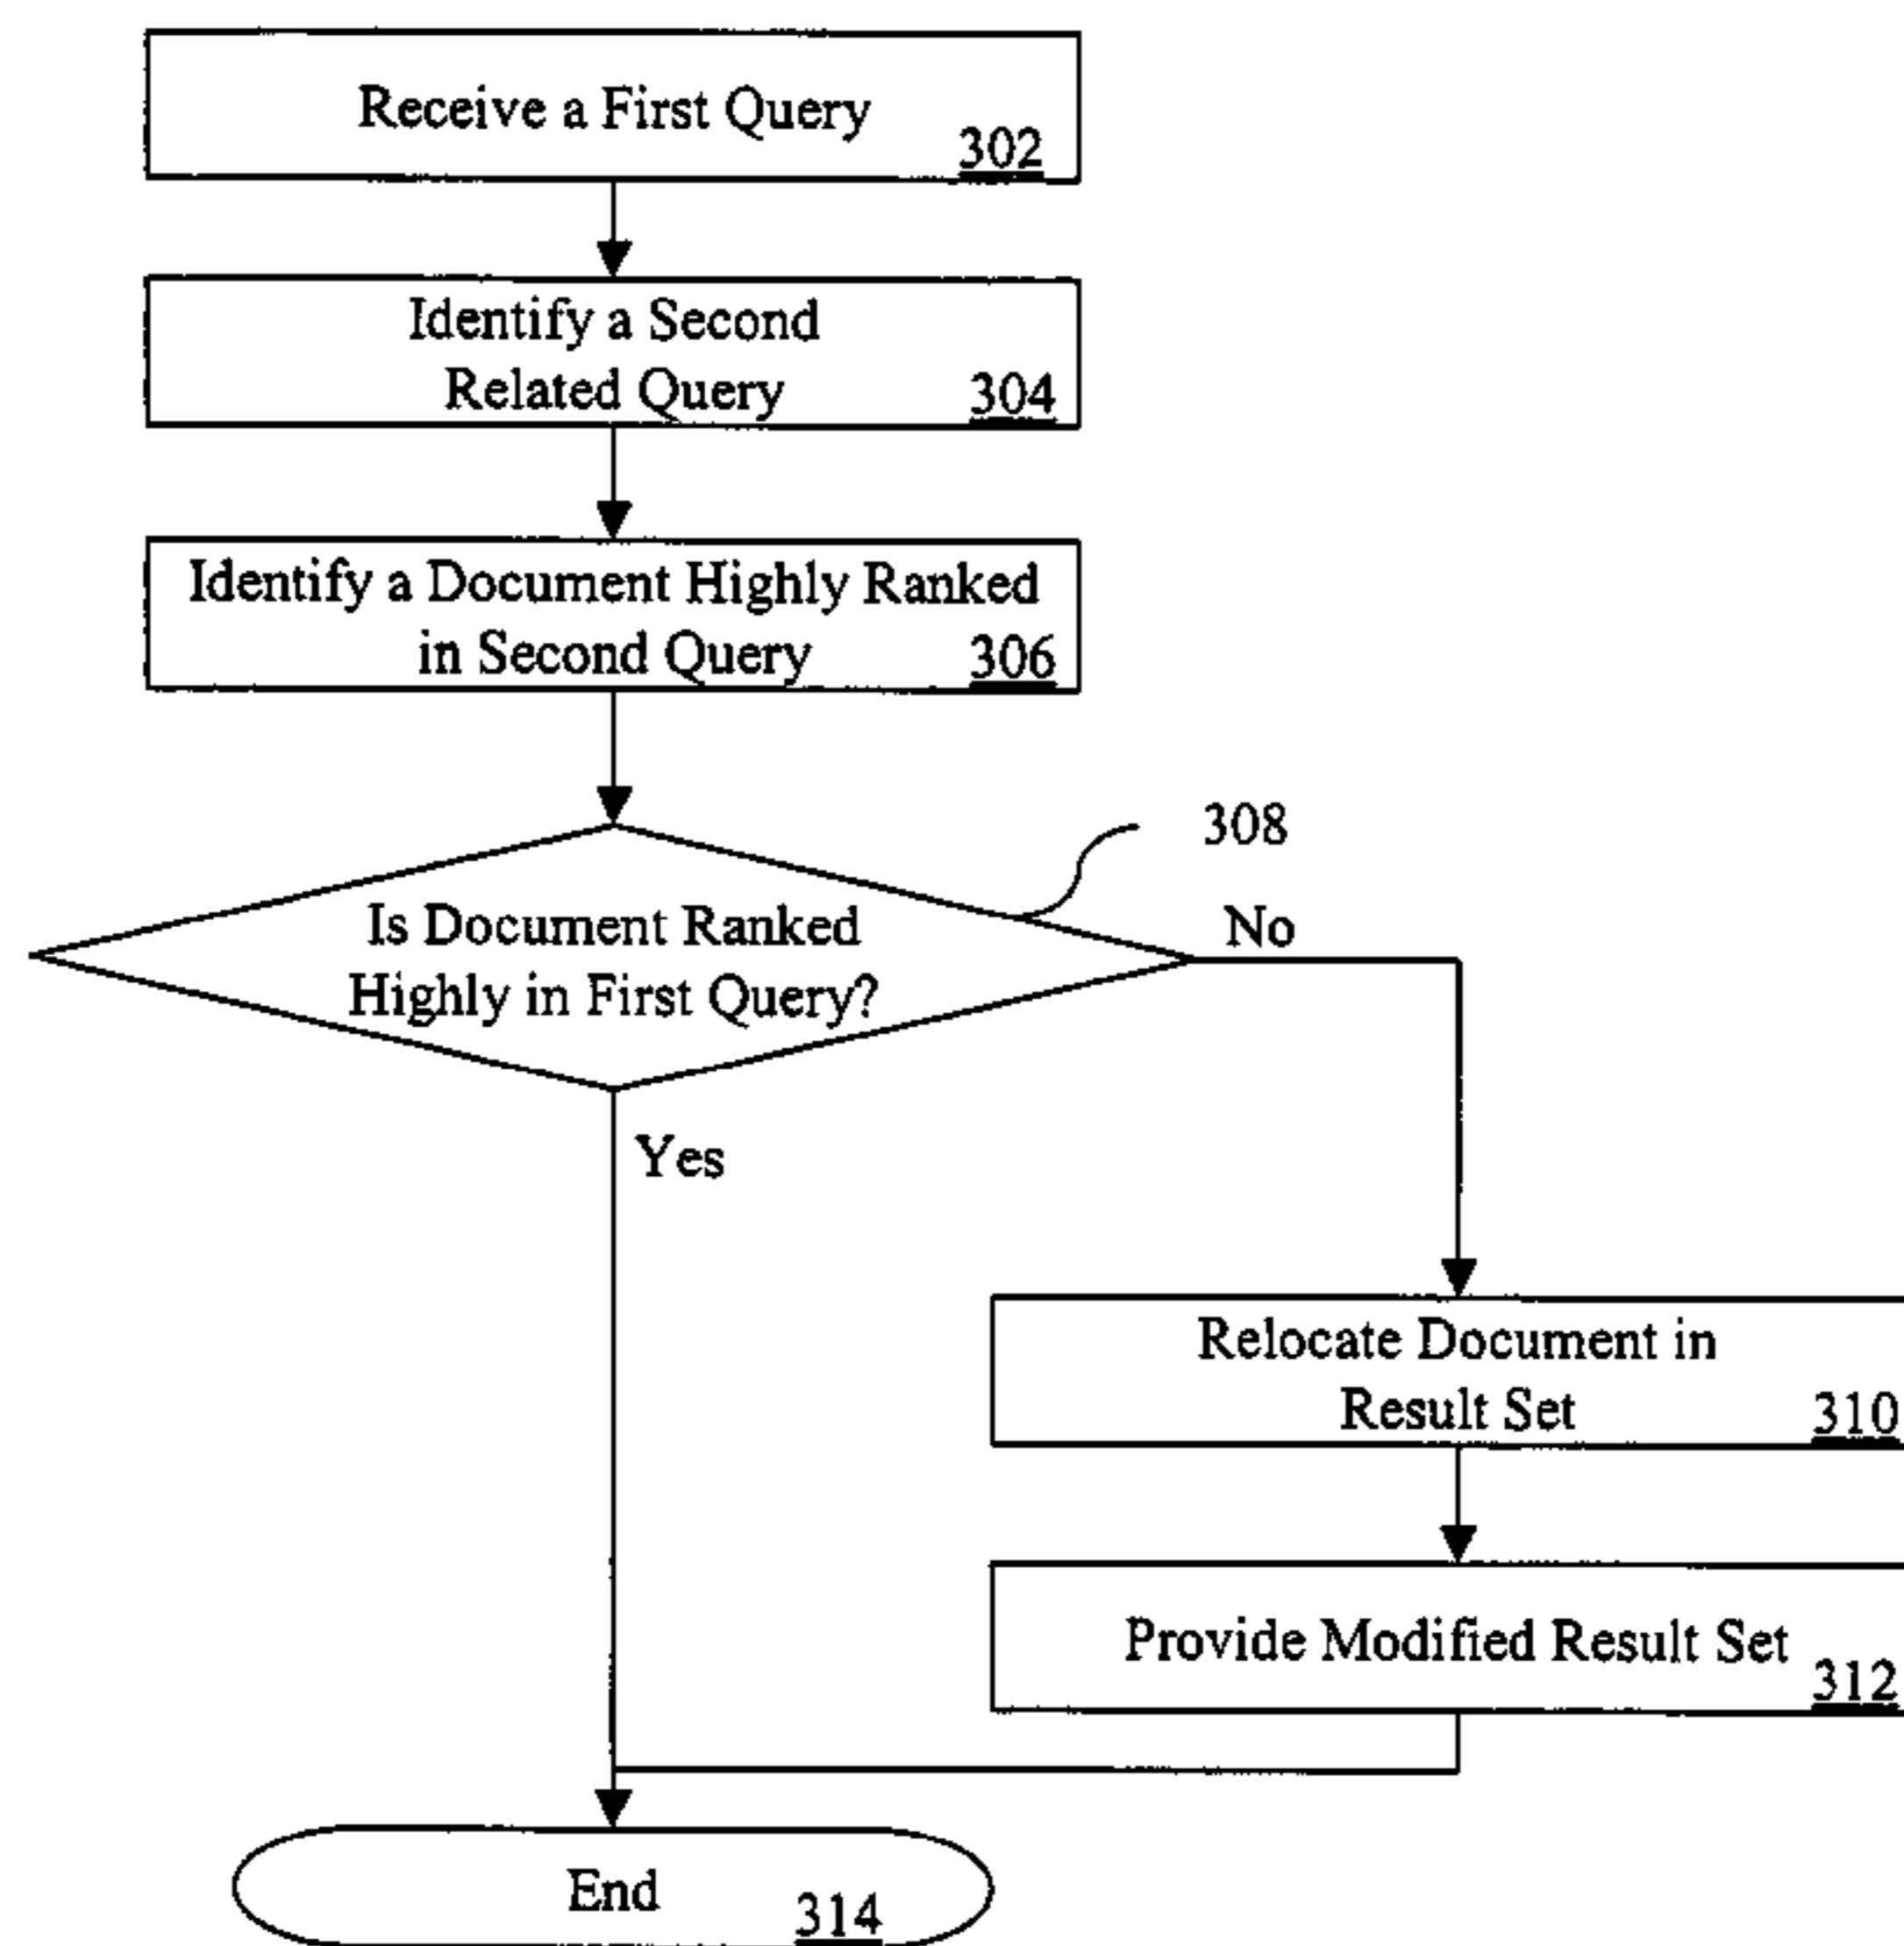 Receive a First Query
302
Identify a Second
Related Query
304
Identify a Document Highly Ranked
in Second Query
306
308
Is Document Ranked
Highly in First Query?
No
Yes
Relocate Document in
Result Set
310
Provide Modified Result Set
312
End
314